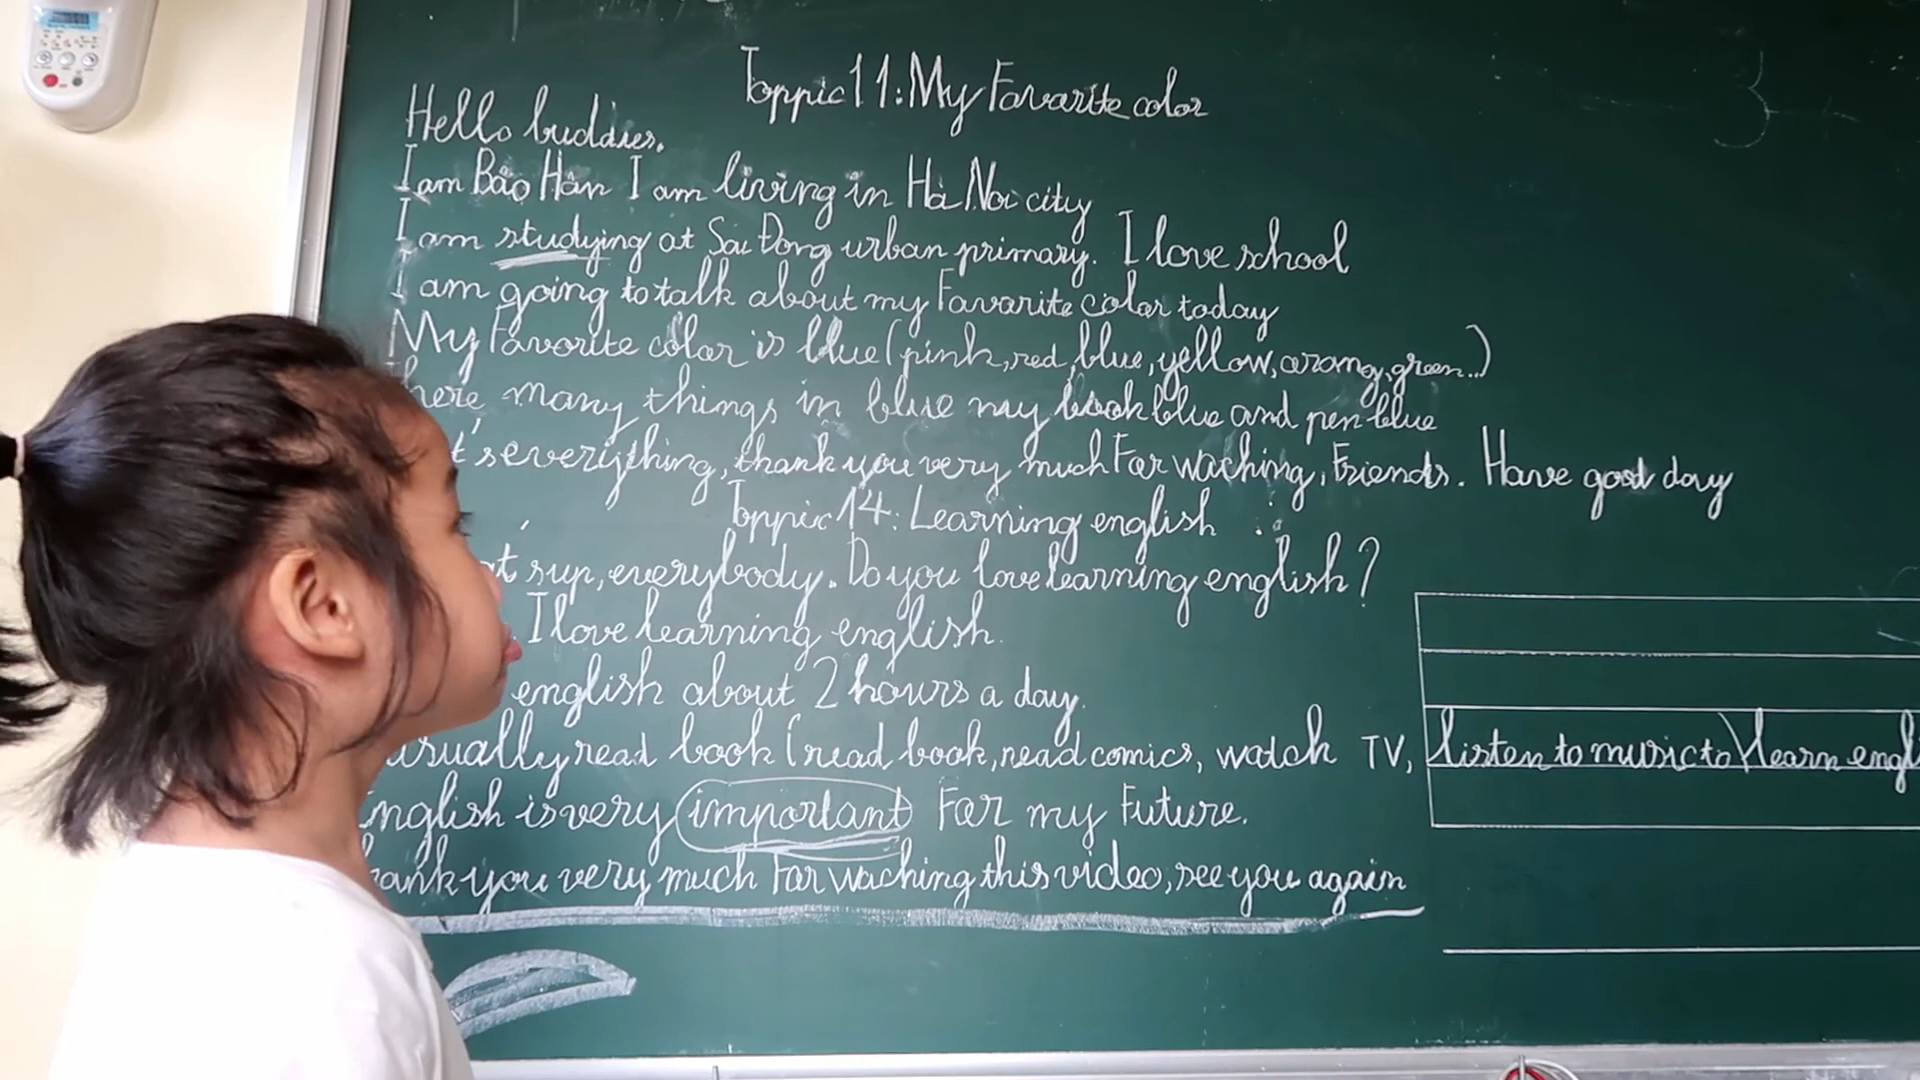 Toppic 11: My Favarite color
Hello buddies.
I am Bảo Hân I am living in Hà Nội city
I am studying at Sài Đồng urban primary. I love school
I am going to talk about my Favarite color today
My Favorite color is blue (pink, red, blue, yellow, orang, green..)
here many things in blue my book blue and pen blue
t's everything, thank you very much For waching, Friends. Have good day
Toppic 14: Learning english
at sup, everybody. Do you love learning english?
I love learning english.
english about 2 hours a day.
usually read book (read book, read comics, watch TV, listen to music to) learn engli
English is very important For my Future.
hank you very much For waching this video, see you again